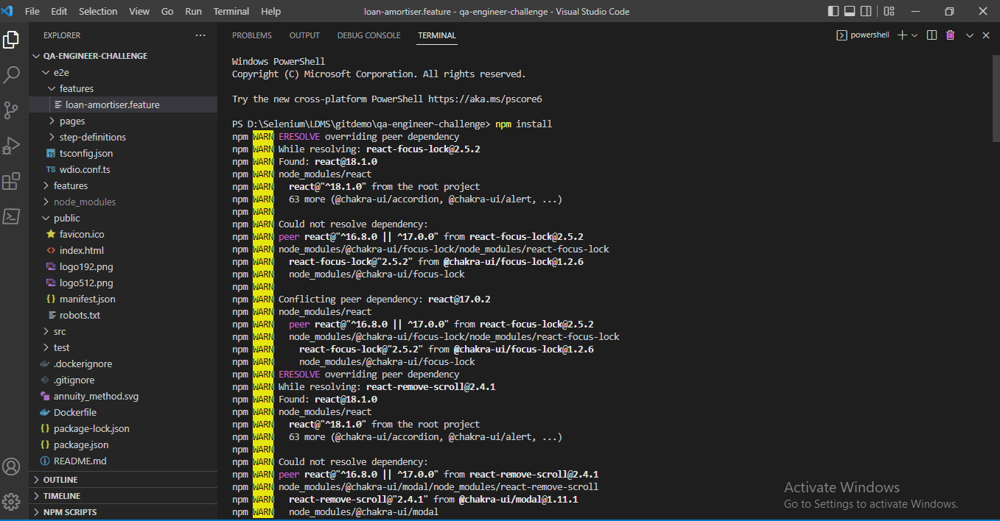 File Edit Selection View Go Run Terminal Help
loan-amortiser.feature - qa-engineer-challenge - Visual Studio Code
EXPLORER
QA-ENGINEER-CHALLENGE
e2e
features
loan-amortiser.feature
pages
step-definitions
TS tsconfig.json
TS wdio.conf.ts
features
node_modules
public
favicon.ico
<> index.html
logo192.png
logo512.png
{} manifest.json
robots.txt
src
test
.dockerignore
.gitignore
annuity_method.svg
Dockerfile
{} package-lock.json
{} package.json
README.md
OUTLINE
TIMELINE
NPM SCRIPTS
PROBLEMS OUTPUT DEBUG CONSOLE TERMINAL
powershell
Windows PowerShell
Copyright (C) Microsoft Corporation. All rights reserved.
Try the new cross-platform PowerShell https://aka.ms/pscore6
PS D:\Selenium\LDMS\gitdemo\qa-engineer-challenge> npm install
npm WARN ERESOLVE overriding peer dependency
npm WARN While resolving: react-focus-lock@2.5.2
npm WARN Found: react@18.1.0
npm WARN node_modules/react
npm WARN   react@"^18.1.0" from the root project
npm WARN   63 more (@chakra-ui/accordion, @chakra-ui/alert, ...)
npm WARN
npm WARN Could not resolve dependency:
npm WARN peer react@"^16.8.0 || ^17.0.0" from react-focus-lock@2.5.2
npm WARN node_modules/@chakra-ui/focus-lock/node_modules/react-focus-lock
npm WARN   react-focus-lock@"2.5.2" from @chakra-ui/focus-lock@1.2.6
npm WARN   node_modules/@chakra-ui/focus-lock
npm WARN
npm WARN Conflicting peer dependency: react@17.0.2
npm WARN node_modules/react
npm WARN   peer react@"^16.8.0 || ^17.0.0" from react-focus-lock@2.5.2
npm WARN   node_modules/@chakra-ui/focus-lock/node_modules/react-focus-lock
npm WARN     react-focus-lock@"2.5.2" from @chakra-ui/focus-lock@1.2.6
npm WARN     node_modules/@chakra-ui/focus-lock
npm WARN ERESOLVE overriding peer dependency
npm WARN While resolving: react-remove-scroll@2.4.1
npm WARN Found: react@18.1.0
npm WARN node_modules/react
npm WARN   react@"^18.1.0" from the root project
npm WARN   63 more (@chakra-ui/accordion, @chakra-ui/alert, ...)
npm WARN
npm WARN Could not resolve dependency:
npm WARN peer react@"^16.8.0 || ^17.0.0" from react-remove-scroll@2.4.1
npm WARN node_modules/@chakra-ui/modal/node_modules/react-remove-scroll
npm WARN   react-remove-scroll@"2.4.1" from @chakra-ui/modal@1.11.1
npm WARN   node_modules/@chakra-ui/modal
Activate Windows
Go to Settings to activate Windows.